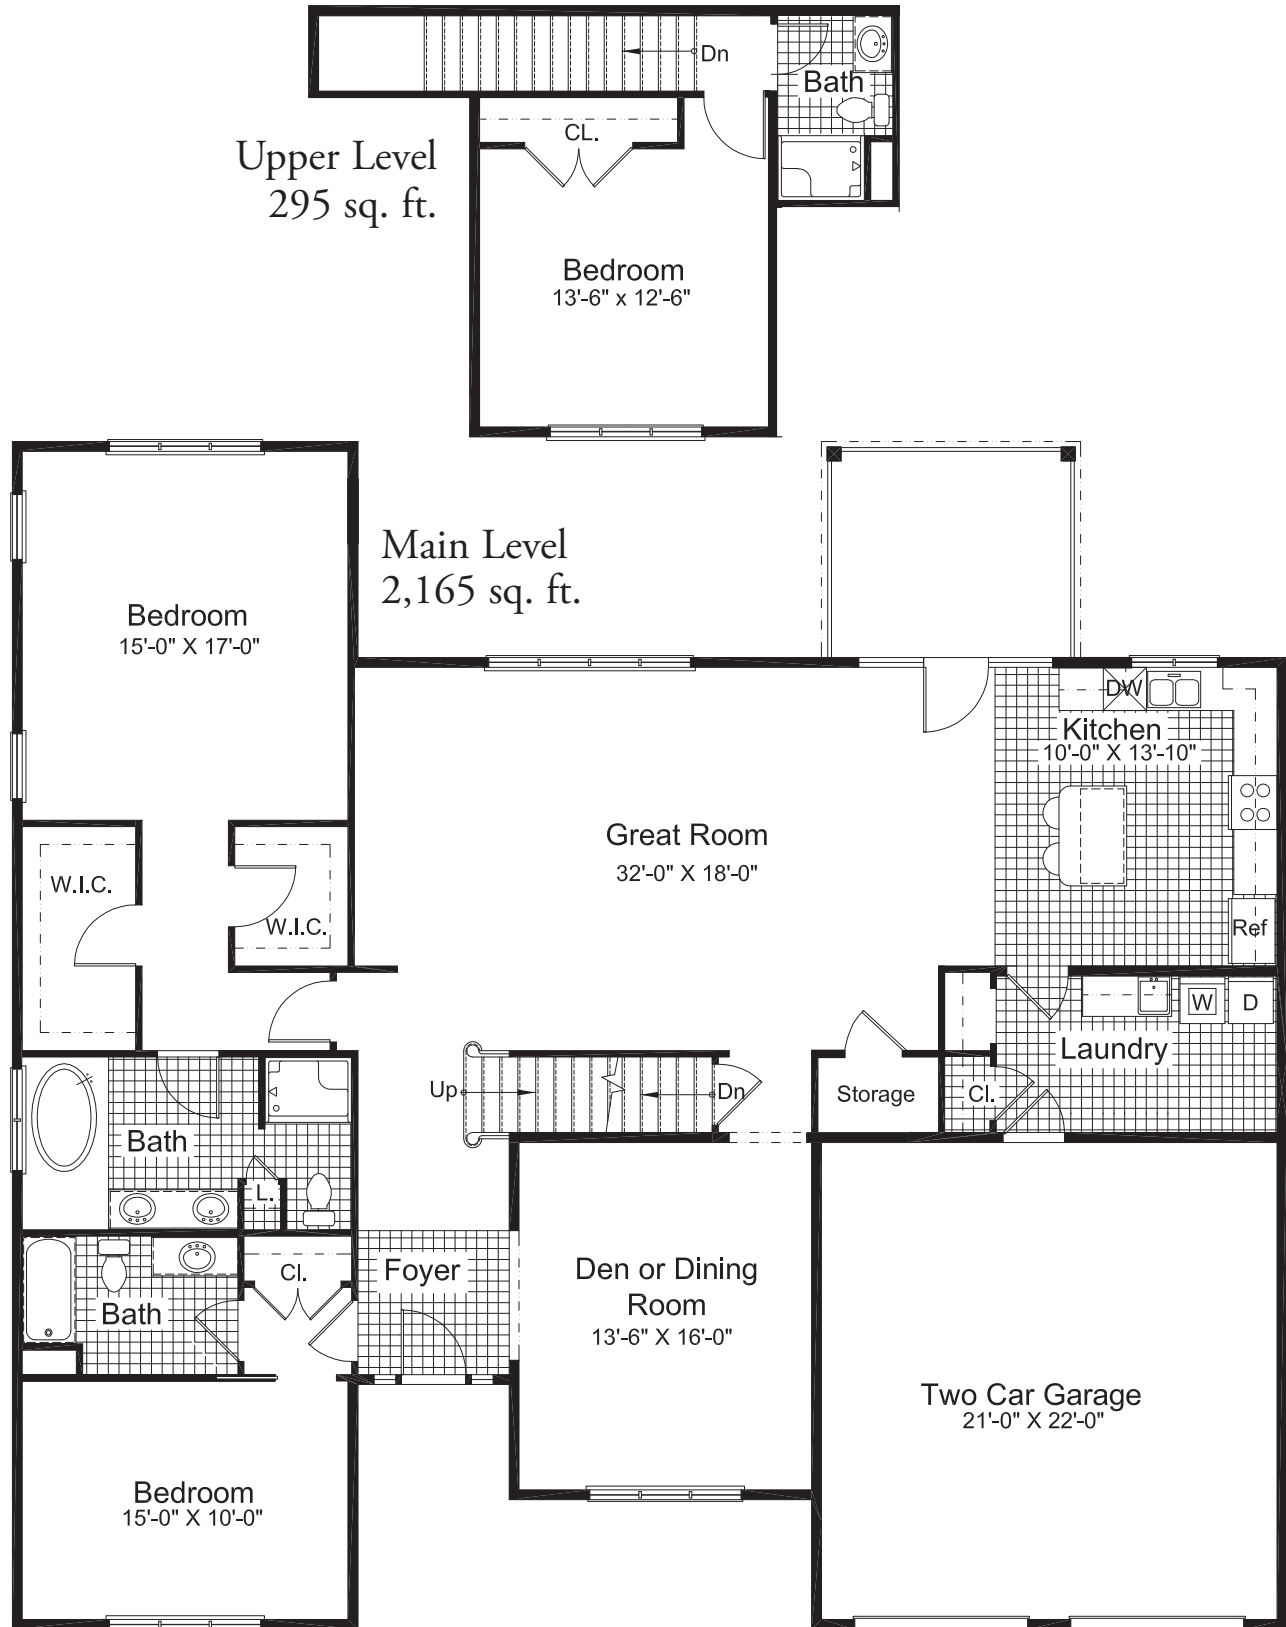 Dn
Bath
CL.
Upper Level
295 sq. ft.
Bedroom
13'-6" x 12'-6"
Main Level
2,165 sq. ft.
Bedroom
15'-0" X 17'-0"
DW
Kitchen
10'-0" X 13'-10"
Great Room
32'-0" X 18'-0"
W.I.C.
W.I.C.
Ref
W
D
Laundry
Up
Dn
Storage
Cl.
Bath
L.
Cl.
Foyer
Bath
Den or Dining
Room
13'-6" X 16'-0"
Two Car Garage
21'-0" X 22'-0"
Bedroom
15'-0" X 10'-0"